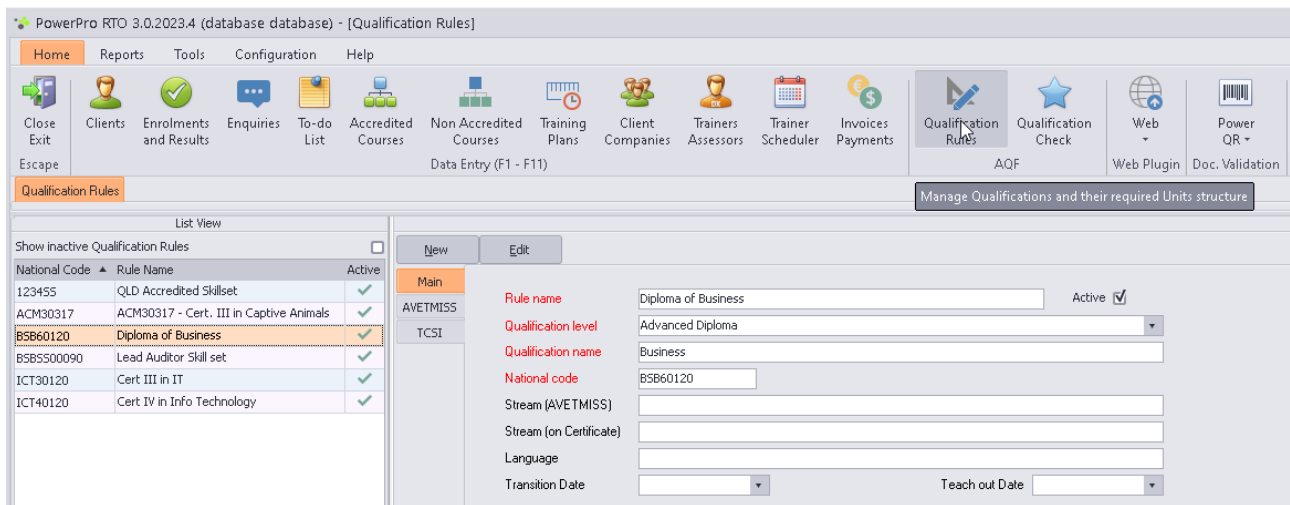 PowerPro RTO 3.0.2023.4 (database database) - [Qualification Rules]
Home Reports Tools Configuration Help
Close Exit
Clients
Enrolments and Results
Enquiries
To-do List
Accredited Courses
Non Accredited Courses
Training Plans
Client Companies
Trainers Assessors
Trainer Scheduler
Invoices Payments
Qualification Rules
Qualification Check
Web
Power QR
Escape
Data Entry (F1 - F11)
AQF
Web Plugin
Doc. Validation
Qualification Rules
Manage Qualifications and their required Units structure
List View
Show inactive Qualification Rules
National Code Rule Name Active
123455 QLD Accredited Skillset
ACM30317 ACM30317 - Cert. III in Captive Animals
BSB60120 Diploma of Business
BSBSS00090 Lead Auditor Skill set
ICT30120 Cert III in IT
ICT40120 Cert IV in Info Technology
New Edit
Main
AVETMISS
TCSI
Rule name Diploma of Business Active
Qualification level Advanced Diploma
Qualification name Business
National code BSB60120
Stream (AVETMISS)
Stream (on Certificate)
Language
Transition Date Teach out Date